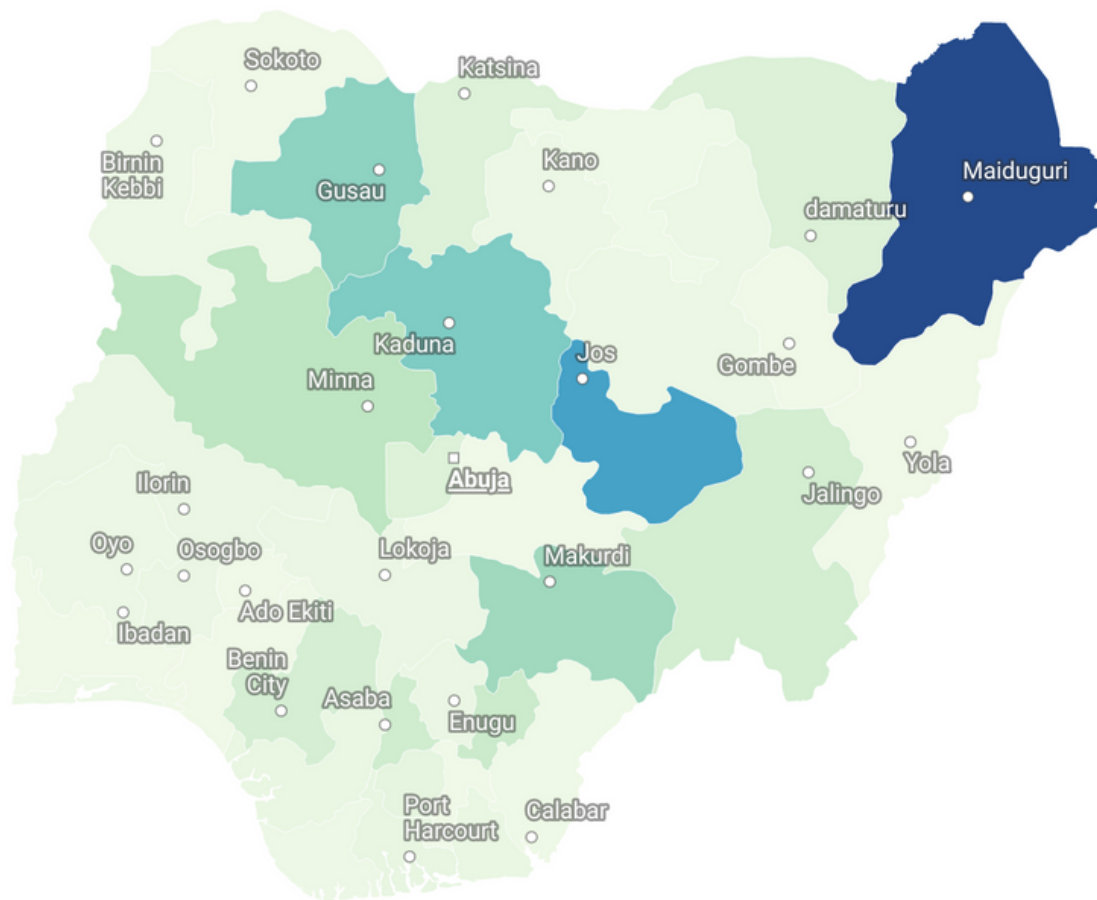 Sokoto
Katsina
Birnin
Kebbi
Gusau
Kano
Maiduguri
damaturu
Kaduna
Jos
Gombe
Minna
Abuja
Jalingo
Yola
Ilorin
Oyo
Osogbo
Lokoja
Makurdi
Ado Ekiti
Ibadan
Benin
City
Asaba
Enugu
Port
Harcourt
Calabar